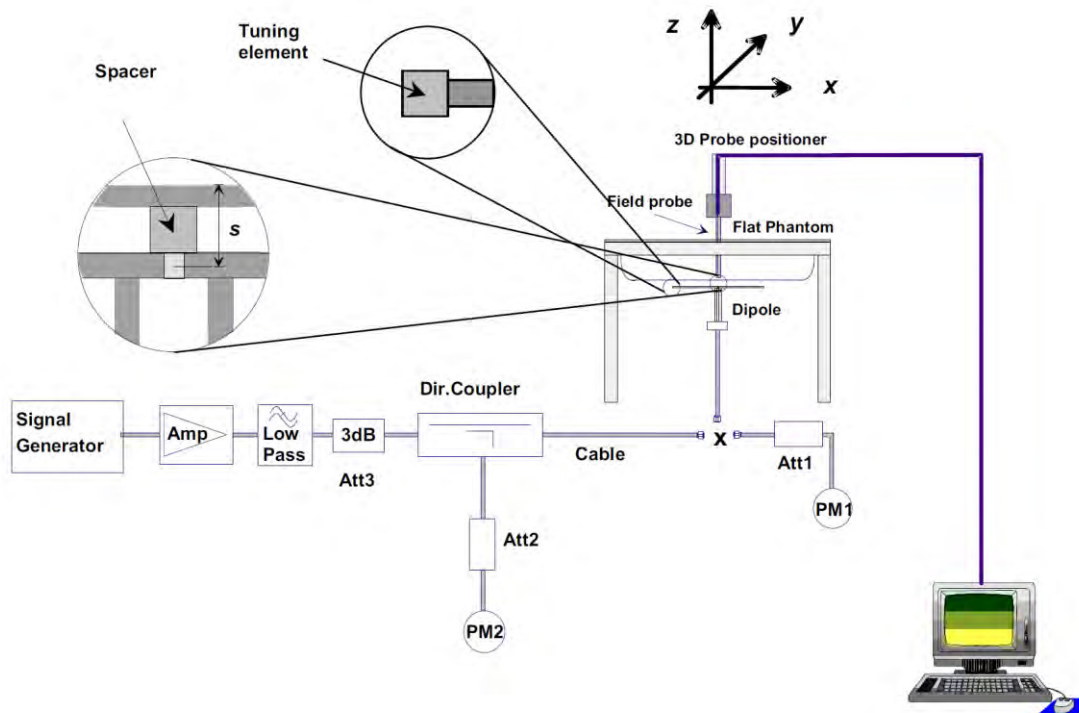 Tuning
element
Spacer
s
z
y
x
3D Probe positioner
Field probe
Flat Phantom
Dipole
Dir.Coupler
Signal
Generator
Amp
Low
Pass
3dB
Att3
Cable
x
Att1
PM1
Att2
PM2